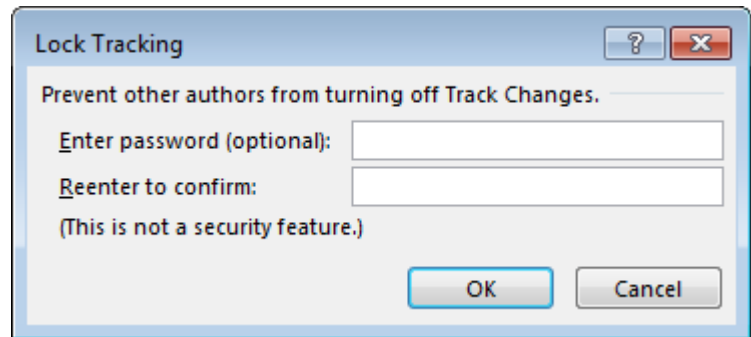 Lock Tracking
Prevent other authors from turning off Track Changes.
Enter password (optional):
Reenter to confirm:
(This is not a security feature.)
OK Cancel